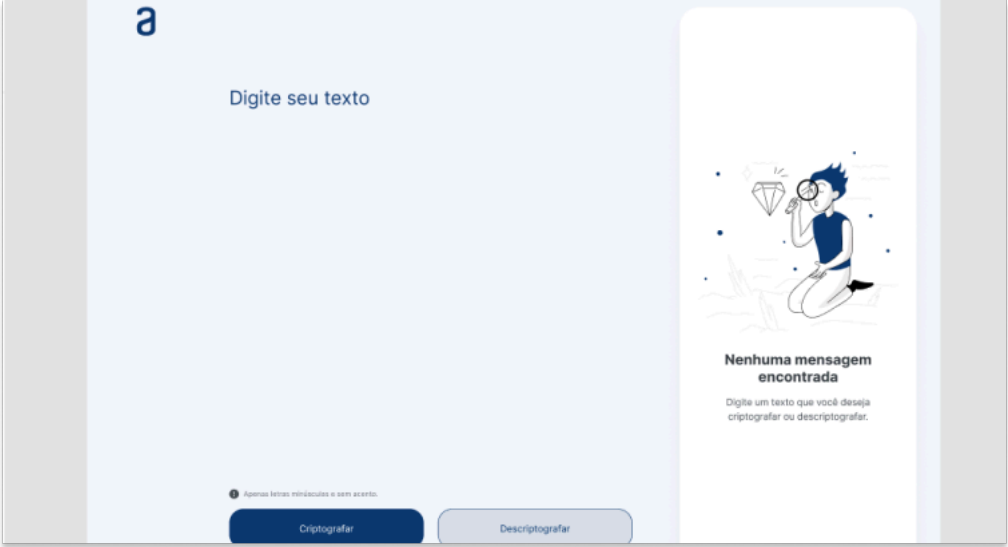 a
Digite seu texto
Nenhuma mensagem
encontrada
Digite um texto que você deseja
criptografar ou descriptografar.
Apenas letras minúsculas e sem acento.
Criptografar
Descriptografar